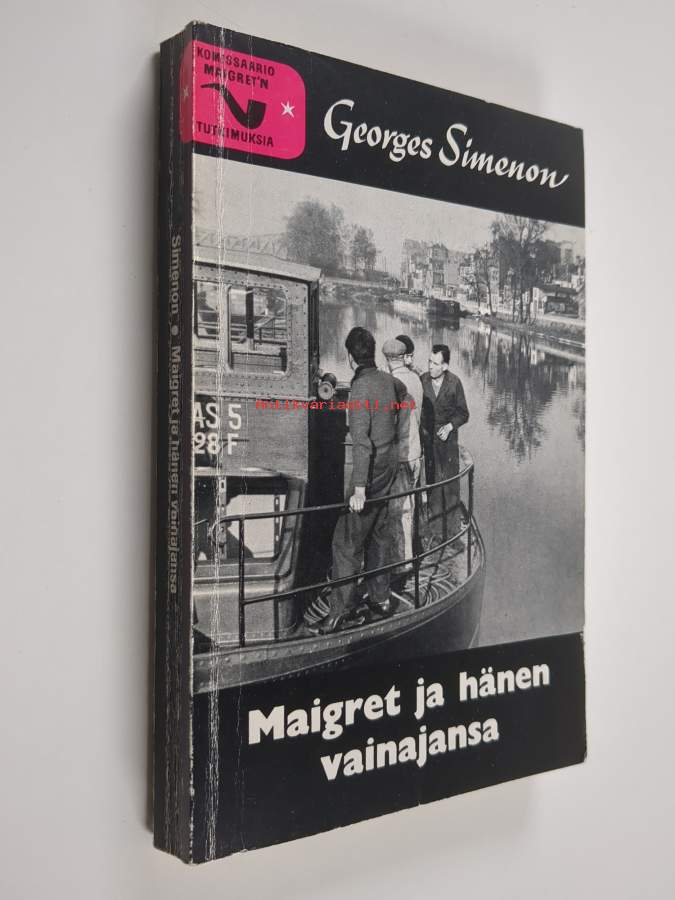 KOMISSAARIO
MAIGRET'N
TUTKIMUKSIA
Georges Simenon
AS 5
28 F
antikvariaatti.net
Maigret ja hänen
vainajansa
Simenon • Maigret ja hänen vainajansa